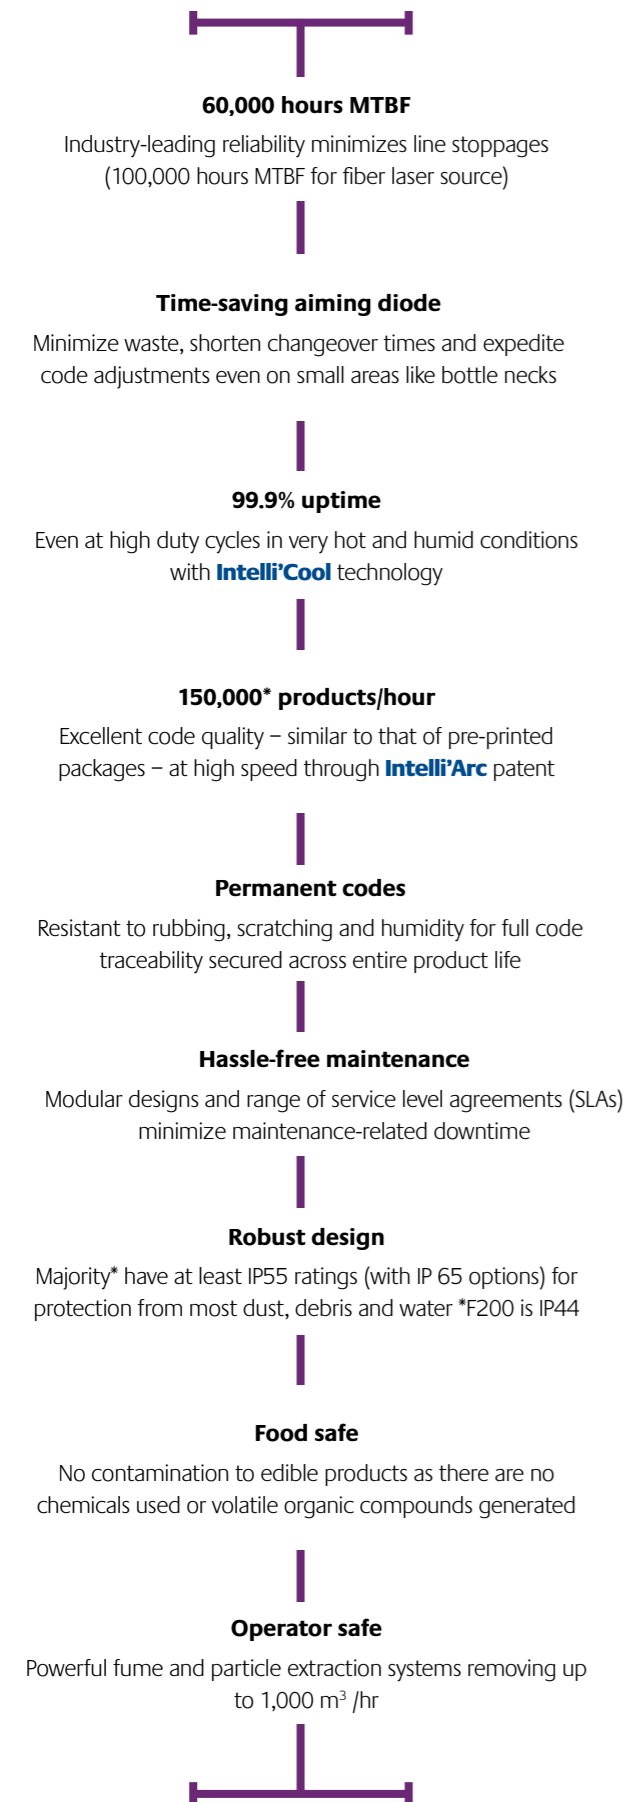 60,000 hours MTBF
Industry-leading reliability minimizes line stoppages
(100,000 hours MTBF for fiber laser source)
Time-saving aiming diode
Minimize waste, shorten changeover times and expedite
code adjustments even on small areas like bottle necks
99.9% uptime
Even at high duty cycles in very hot and humid conditions
with Intelli’Cool technology
150,000* products/hour
Excellent code quality – similar to that of pre-printed
packages – at high speed through Intelli’Arc patent
Permanent codes
Resistant to rubbing, scratching and humidity for full code
traceability secured across entire product life
Hassle-free maintenance
Modular designs and range of service level agreements (SLAs)
minimize maintenance-related downtime
Robust design
Majority* have at least IP55 ratings (with IP 65 options) for
protection from most dust, debris and water *F200 is IP44
Food safe
No contamination to edible products as there are no
chemicals used or volatile organic compounds generated
Operator safe
Powerful fume and particle extraction systems removing up
to 1,000 m³ /hr